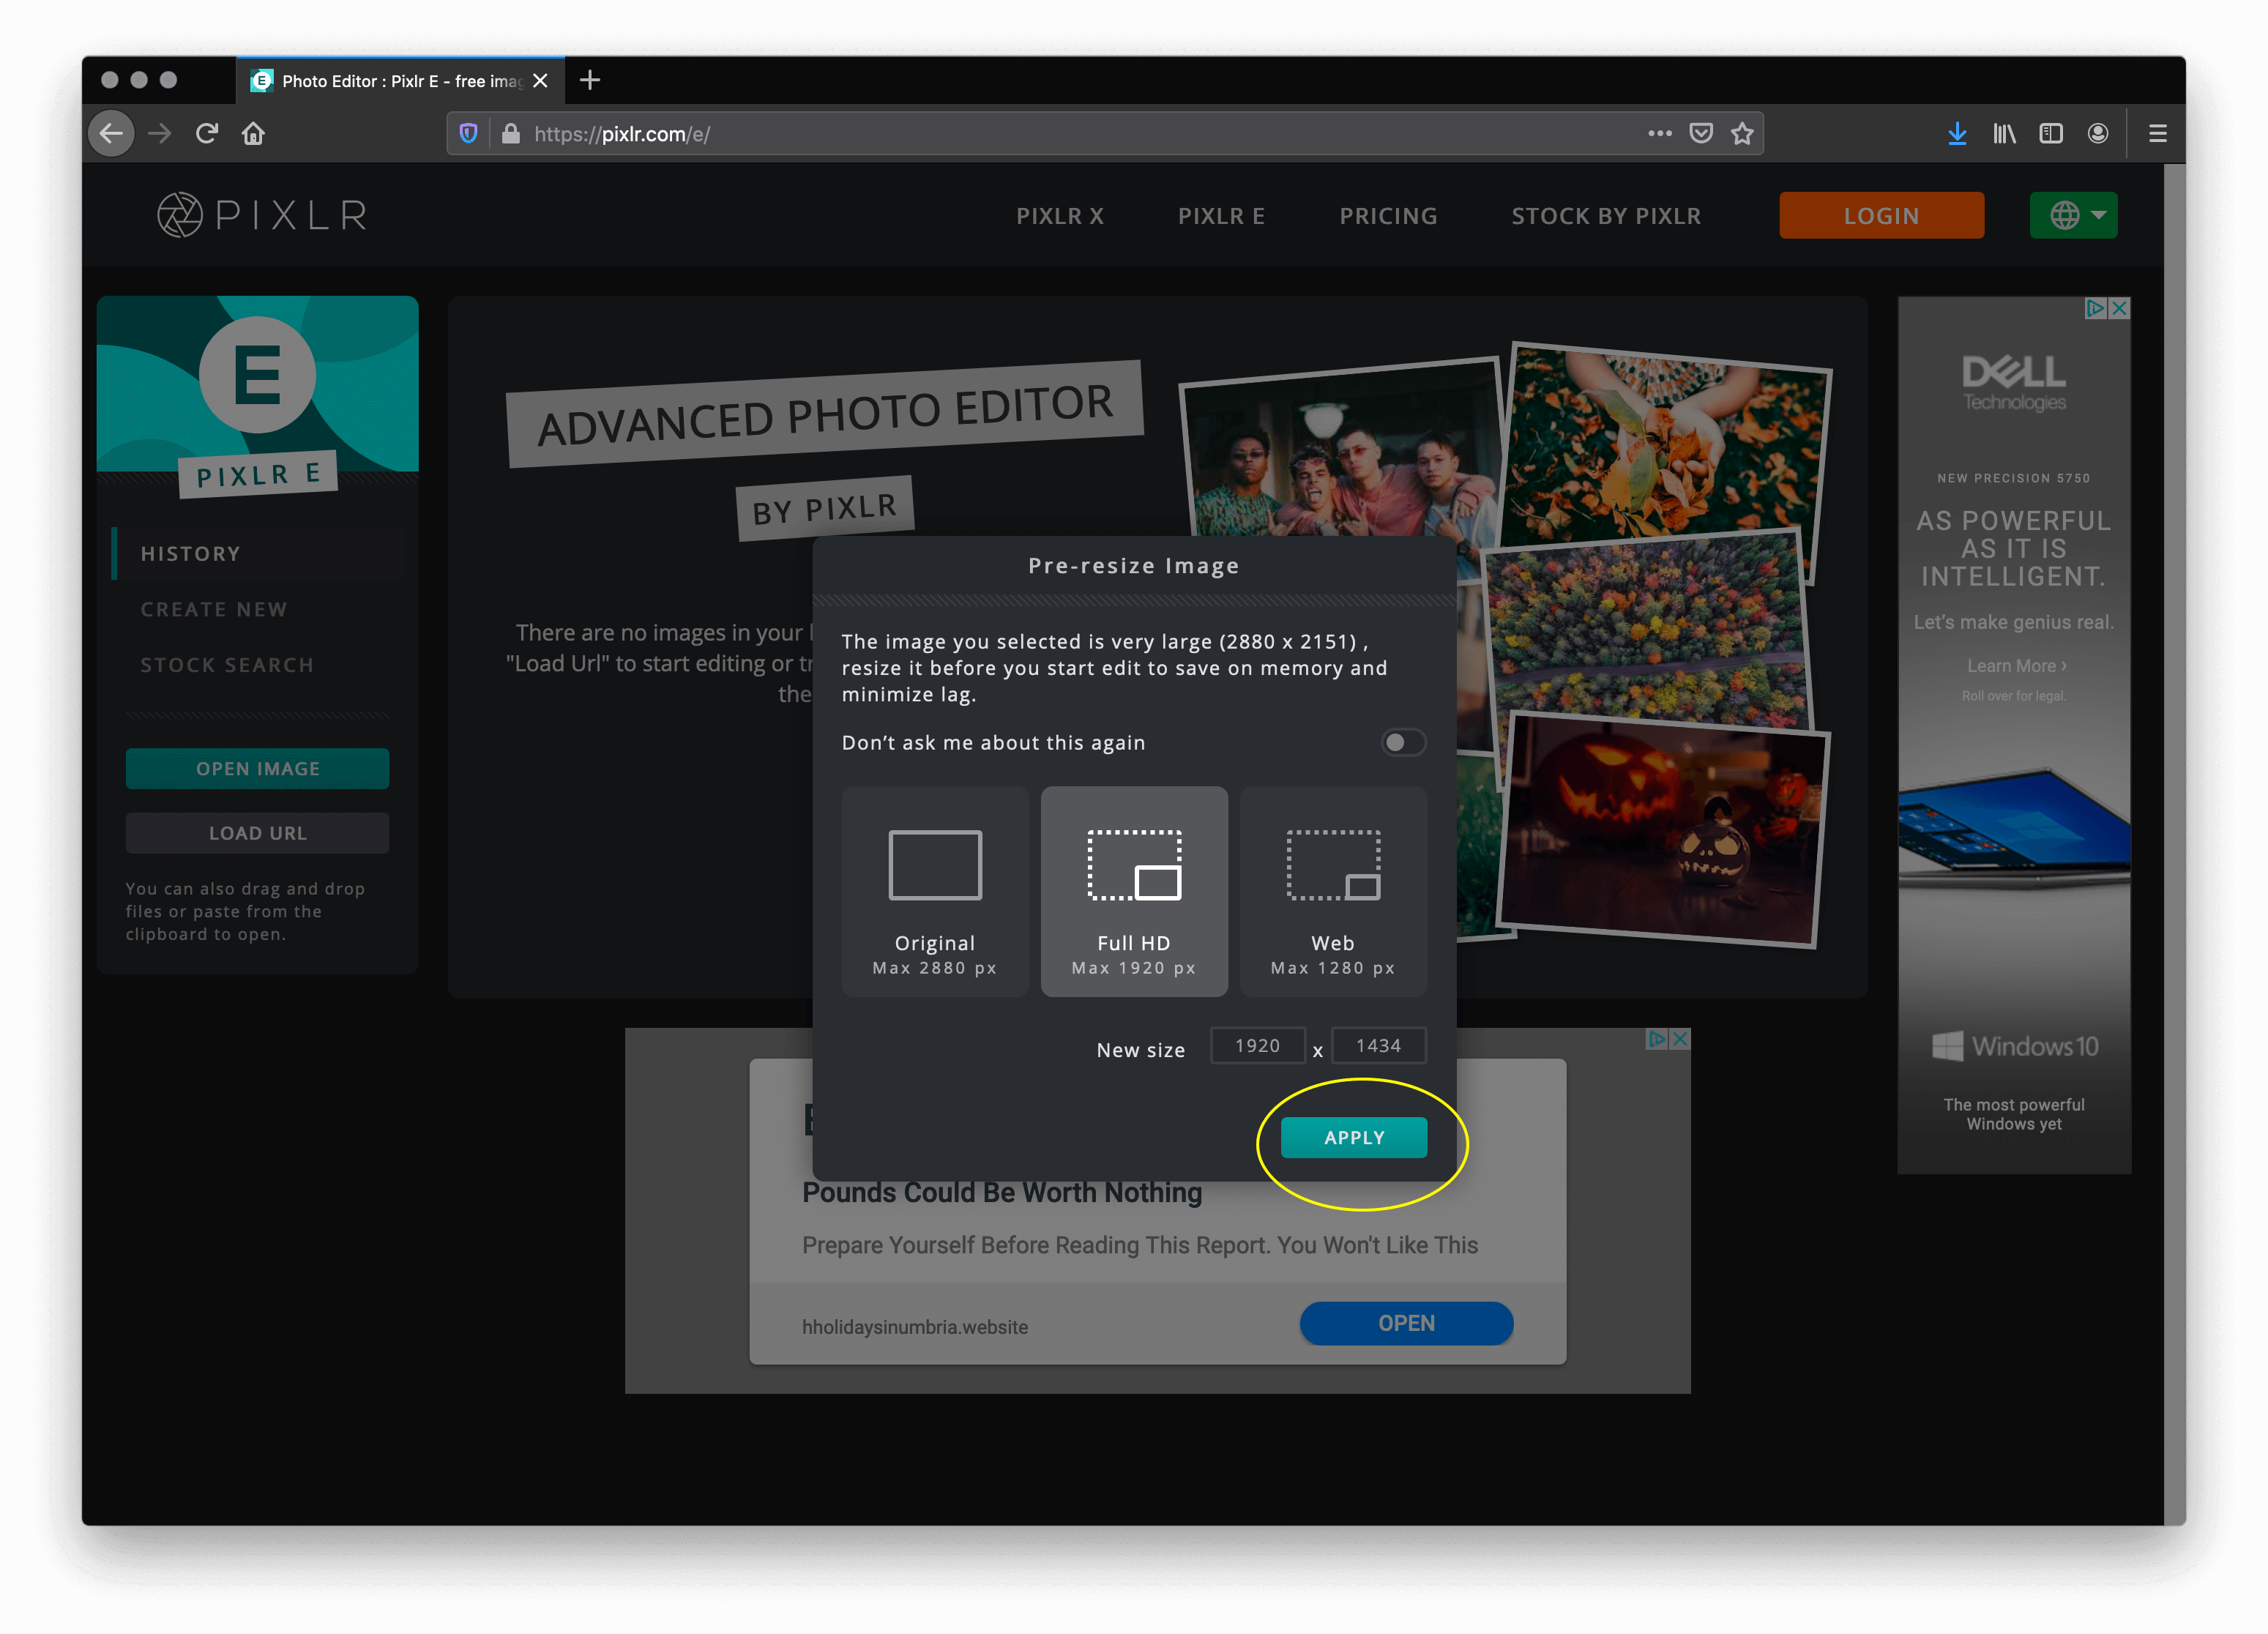 Photo Editor : Pixlr E - free imag
https://pixlr.com/e/
PIXLR
PIXLR X
PIXLR E
PRICING
STOCK BY PIXLR
LOGIN
E
PIXLR E
HISTORY
CREATE NEW
STOCK SEARCH
OPEN IMAGE
LOAD URL
You can also drag and drop
files or paste from the
clipboard to open.
ADVANCED PHOTO EDITOR
BY PIXLR
There are no images in your
"Load Url" to start editing or
the
Pre-resize Image
The image you selected is very large (2880 x 2151) ,
resize it before you start edit to save on memory and
minimize lag.
Don’t ask me about this again
Original
Max 2880 px
Full HD
Max 1920 px
Web
Max 1280 px
New size 1920 x 1434
APPLY
Pounds Could Be Worth Nothing
Prepare Yourself Before Reading This Report. You Won't Like This
hholidaysinumbria.website
OPEN
DELL
Technologies
NEW PRECISION 5750
AS POWERFUL
AS IT IS
INTELLIGENT.
Let’s make genius real.
Learn More ›
Roll over for legal.
Windows 10
The most powerful
Windows yet